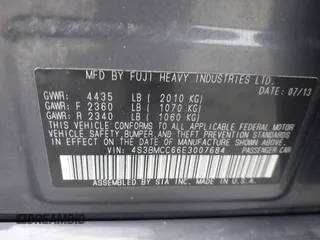 MFD. BY FUJI HEAVY INDUSTRIES LTD.
DATE: 07/13
GVWR: 4435 LB ( 2010 KG)
GAWR: F 2360 LB ( 1070 KG)
GAWR: R 2340 LB ( 1060 KG)
THIS VEHICLE CONFORMS TO ALL APPLICABLE FEDERAL MOTOR
VEHICLE SAFETY, BUMPER, AND THEFT PREVENTION STANDARDS
IN EFFECT ON THE DATE OF MANUFACTURE SHOWN ABOVE.
VIN: 4S3BMCC66E3007684 PASSENGER CAR
ASSEMBLED BY SIA IN U.S.A.
DASHBID